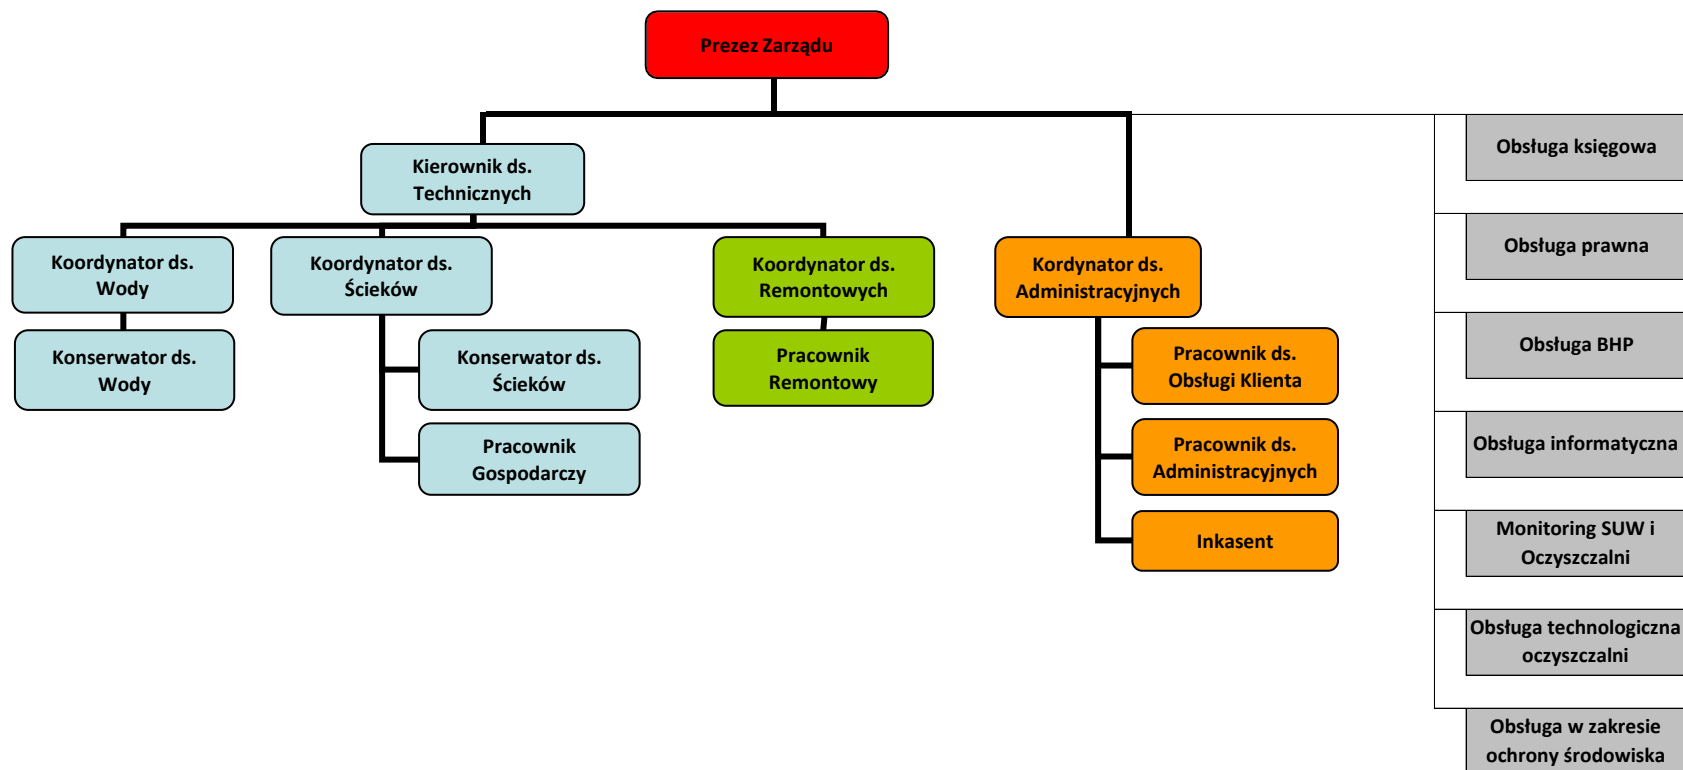 Prezez Zarządu
Kierownik ds.
Technicznych
Koordynator ds.
Wody
Koordynator ds.
Ścieków
Koordynator ds.
Remontowych
Kordynator ds.
Administracyjnych
Konserwator ds.
Wody
Konserwator ds.
Ścieków
Pracownik
Gospodarczy
Pracownik
Remontowy
Pracownik ds.
Obsługi Klienta
Pracownik ds.
Administracyjnych
Inkasent
Obsługa księgowa
Obsługa prawna
Obsługa BHP
Obsługa informatyczna
Monitoring SUW i
Oczyszczalni
Obsługa technologiczna
oczyszczalni
Obsługa w zakresie
ochrony środowiska